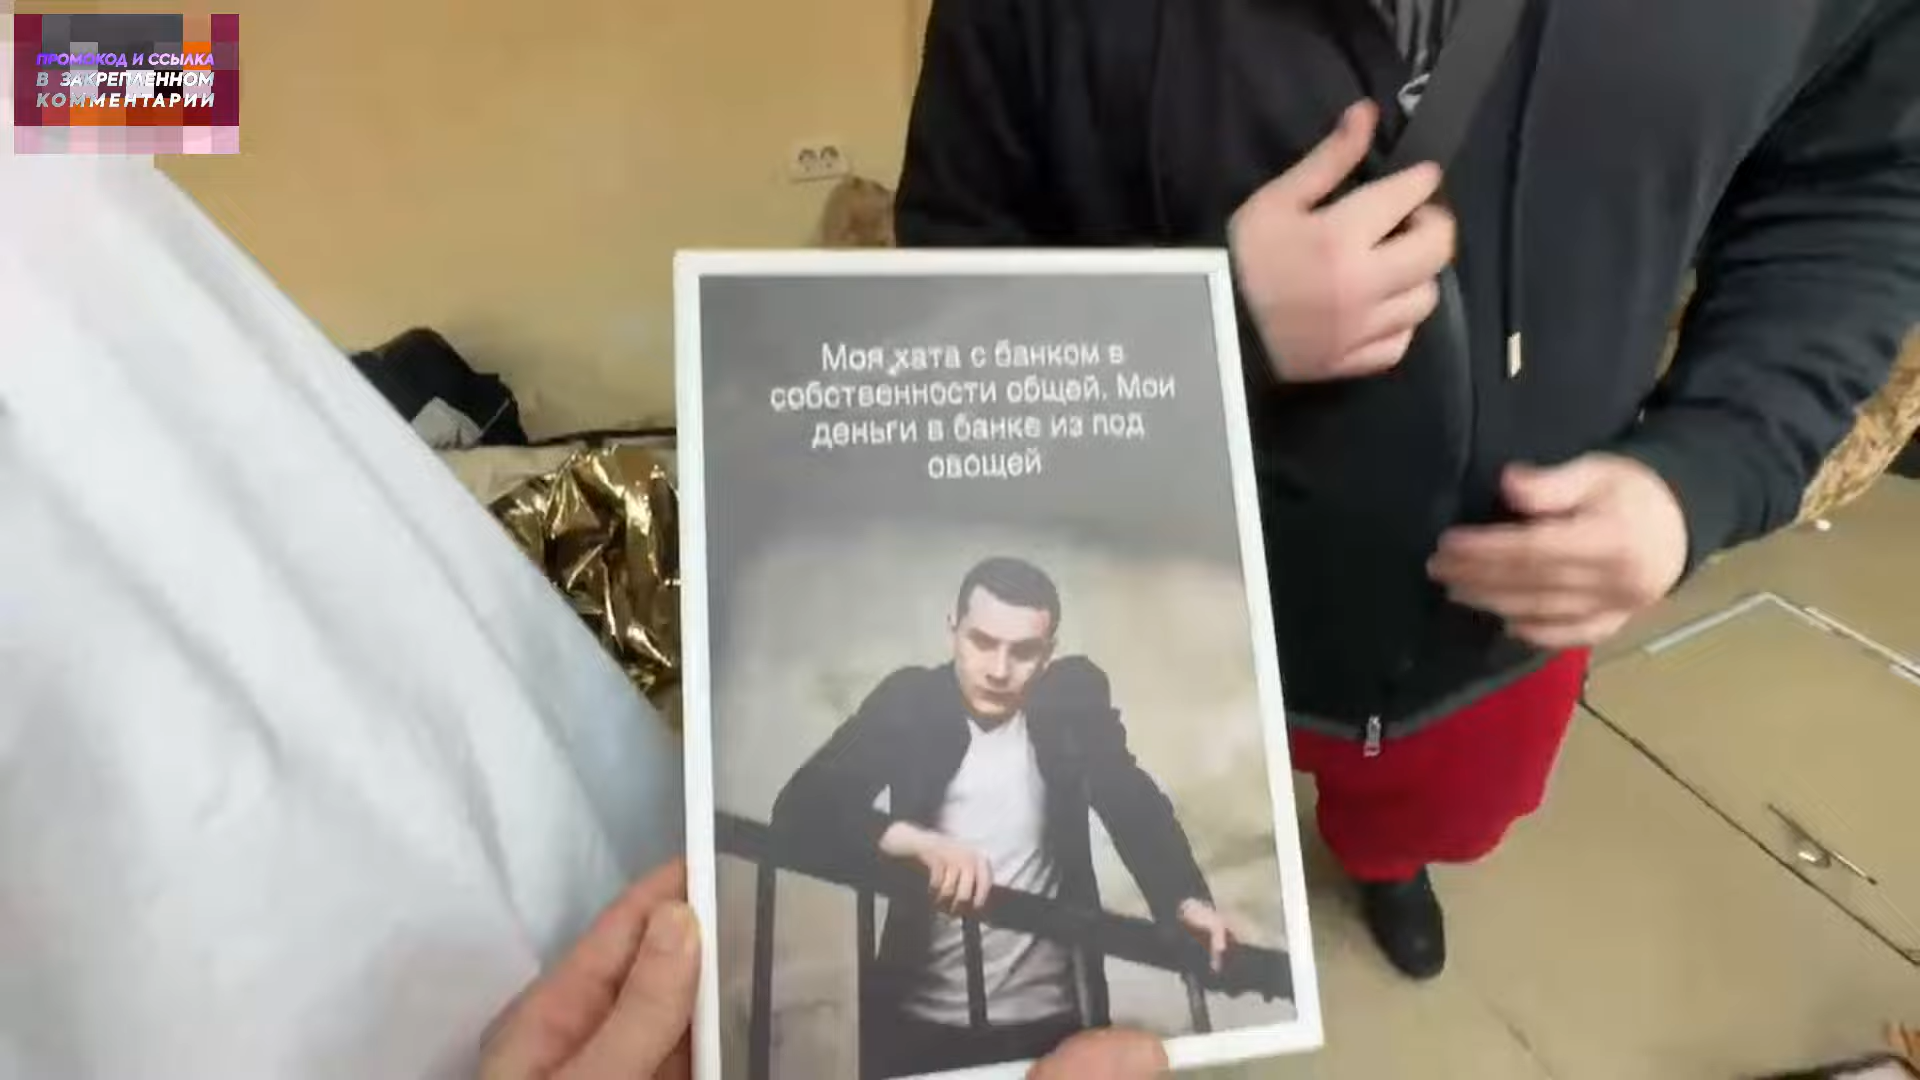 ПРОМОКОД И ССЫЛКА
В ЗАКРЕПЛЕННОМ
КОММЕНТАРИИ
Моя хата с банком в
собственности общей. Мои
деньги в банке из под
овощей